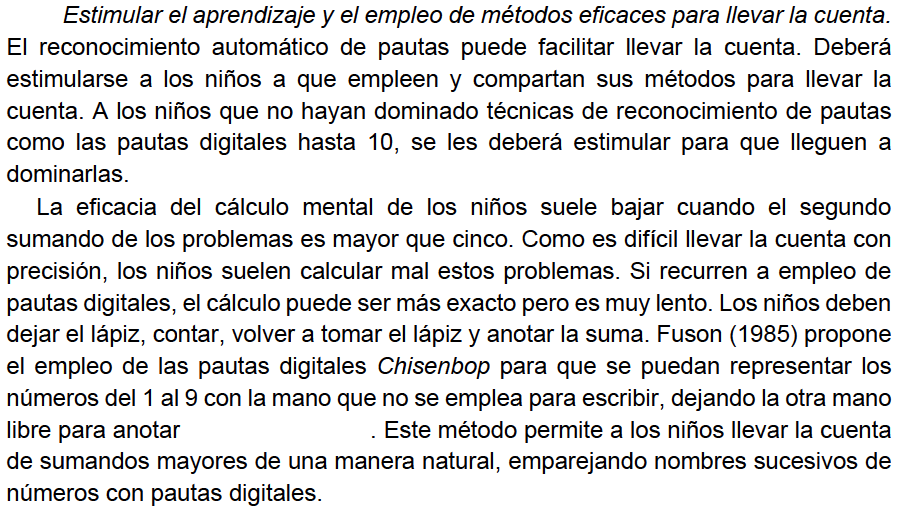 Estimular el aprendizaje y el empleo de métodos eficaces para llevar la cuenta.
El reconocimiento automático de pautas puede facilitar llevar la cuenta. Deberá
estimularse a los niños a que empleen y compartan sus métodos para llevar la
cuenta. A los niños que no hayan dominado técnicas de reconocimiento de pautas
como las pautas digitales hasta 10, se les deberá estimular para que lleguen a
dominarlas.
La eficacia del cálculo mental de los niños suele bajar cuando el segundo
sumando de los problemas es mayor que cinco. Como es difícil llevar la cuenta con
precisión, los niños suelen calcular mal estos problemas. Si recurren a empleo de
pautas digitales, el cálculo puede ser más exacto pero es muy lento. Los niños deben
dejar el lápiz, contar, volver a tomar el lápiz y anotar la suma. Fuson (1985) propone
el empleo de las pautas digitales Chisenbop para que se puedan representar los
números del 1 al 9 con la mano que no se emplea para escribir, dejando la otra mano
libre para anotar . Este método permite a los niños llevar la cuenta
de sumandos mayores de una manera natural, emparejando nombres sucesivos de
números con pautas digitales.